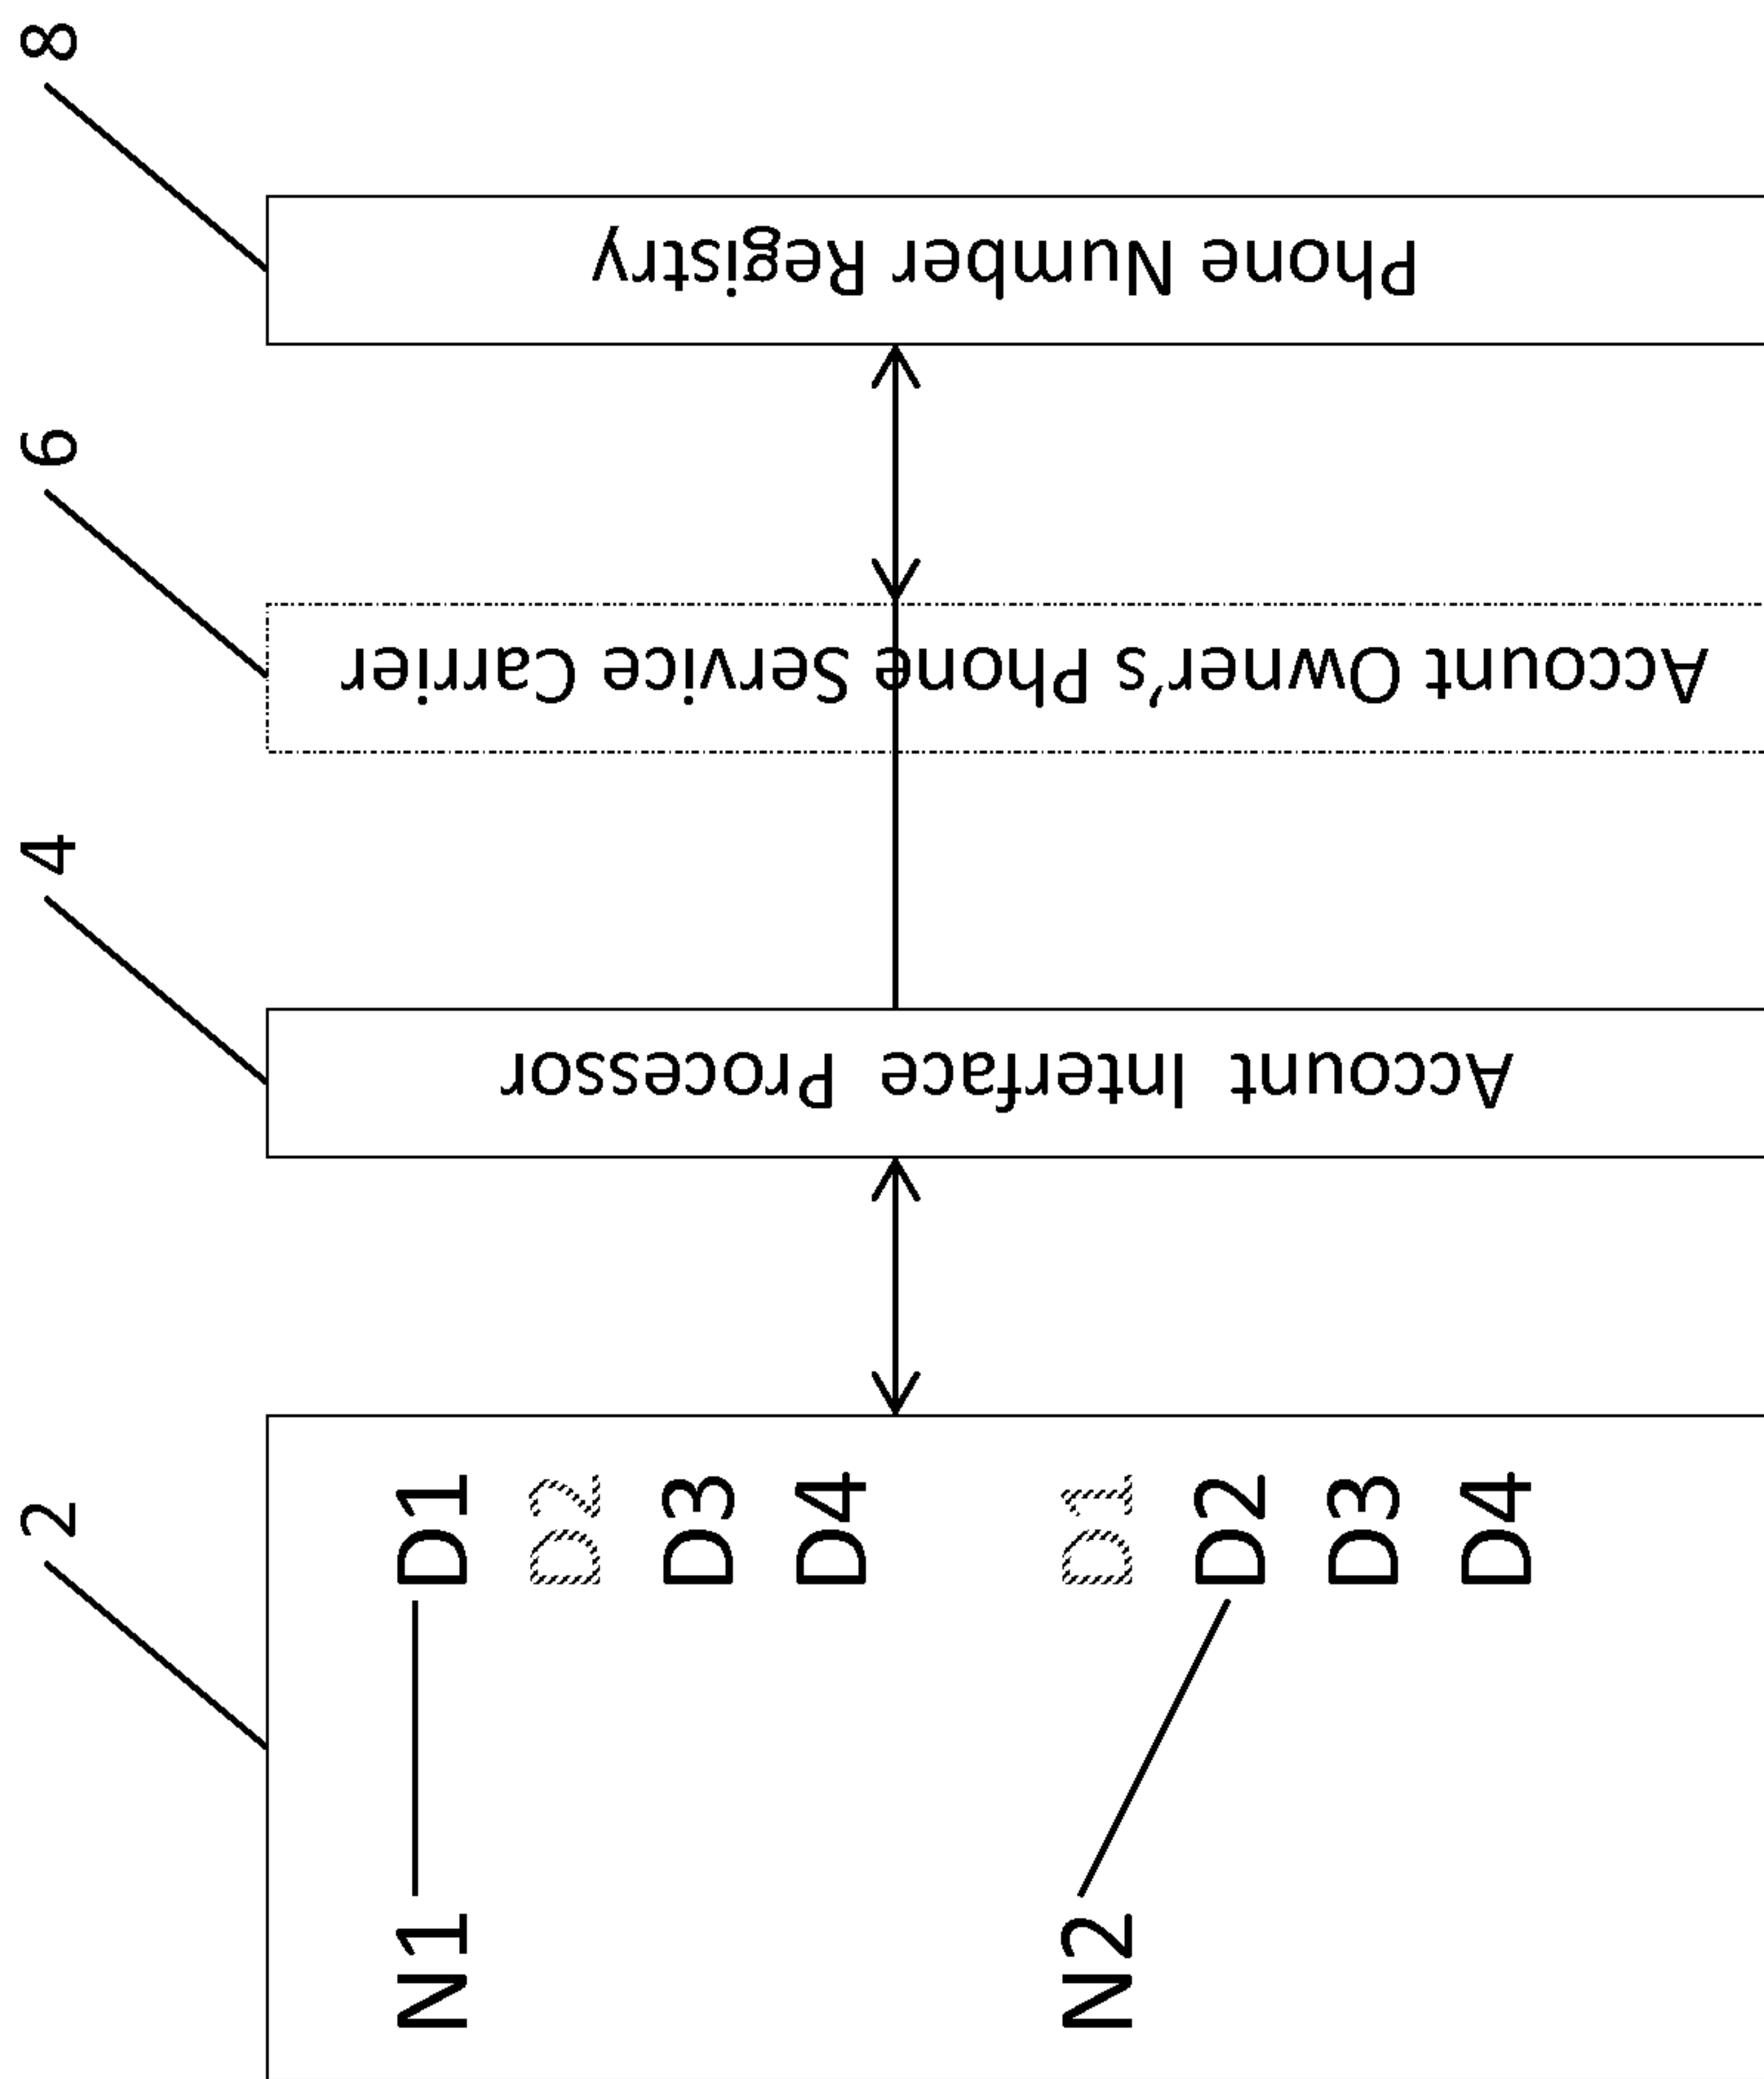 2
4
6
8
N1
D1
D2
D3
D4
N2
D1
D2
D3
D4
Account Interface Processor
Account Owner’s Phone Service Carrier
Phone Number Registry